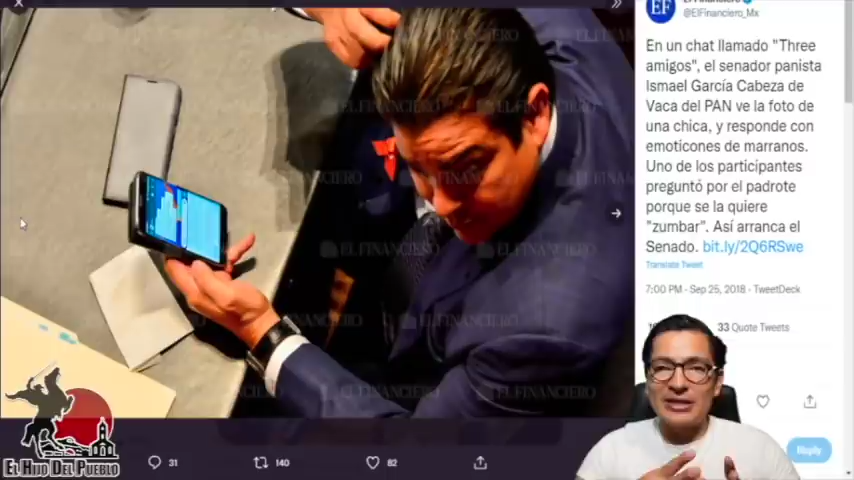 EF
@ElFinanciero_Mx
En un chat llamado "Three
amigos", el senador panista
Ismael García Cabeza de
Vaca del PAN ve la foto de
una chica, y responde con
emoticones de marranos.
Uno de los participantes
preguntó por el padrote
porque se la quiere
"zumbar". Así arranca el
Senado. bit.ly/2Q6RSwe
Translate Tweet
7:00 PM - Sep 25, 2018 - TweetDeck
33 Quote Tweets
EL FINANCIERO
EL HIJO DEL PUEBLO
31
140
82
Reply